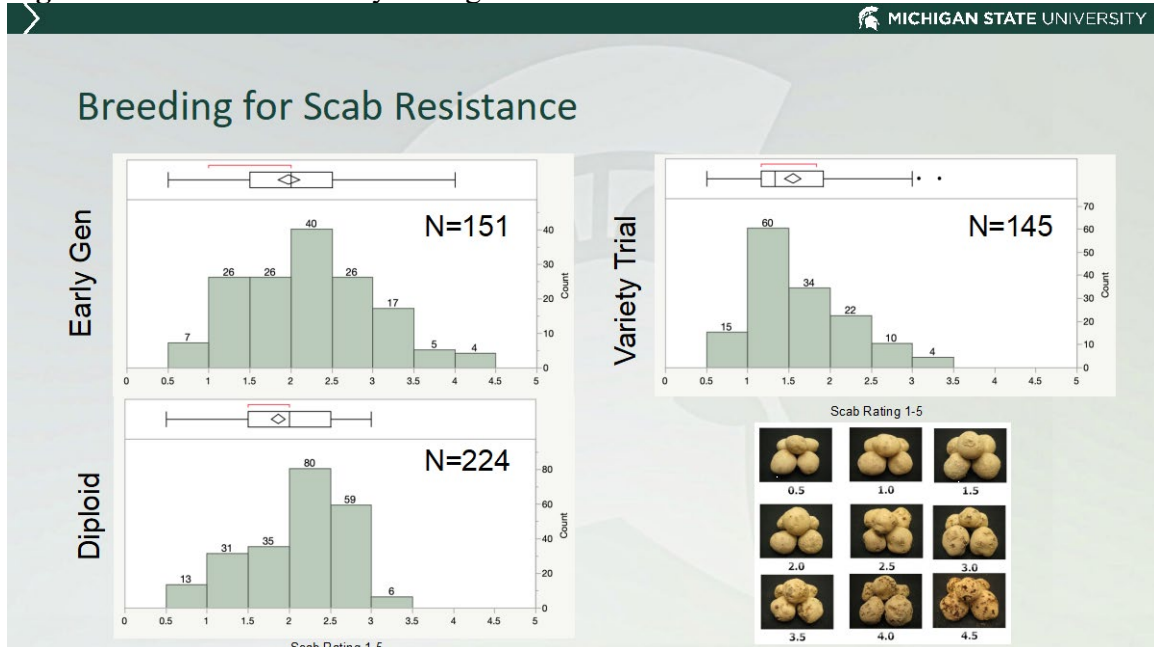 MICHIGAN STATE UNIVERSITY
Breeding for Scab Resistance
Early Gen
N=151
40
26
26
26
17
7
5
4
40
30
20
10
0
Count
0 0.5 1 1.5 2 2.5 3 3.5 4 4.5 5
Variety Trial
N=145
60
34
22
15
10
4
70
60
50
40
30
20
10
0
Count
0 0.5 1 1.5 2 2.5 3 3.5 4 4.5 5
Scab Rating 1-5
Diploid
N=224
80
59
35
31
13
6
80
60
40
20
0
Count
0 0.5 1 1.5 2 2.5 3 3.5 4 4.5 5
0.5 1.0 1.5
2.0 2.5 3.0
3.5 4.0 4.5
Scab Rating 1-5